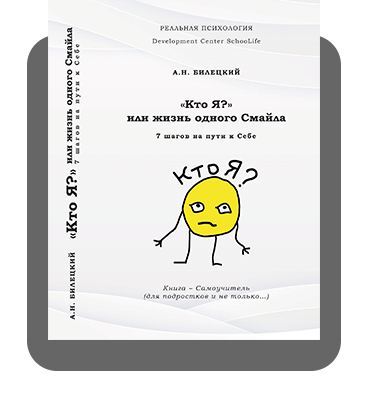 РЕАЛЬНАЯ ПСИХОЛОГИЯ
Development Center SchooLife
А.Н. БИЛЕЦКИЙ
«Кто Я?»
или жизнь одного Смайла
7 шагов на пути к Себе
КТО Я?
Книга – Самоучитель
(для подростков и не только...)
А.Н. БИЛЕЦКИЙ
«Кто Я?» или жизнь одного Смайла
7 шагов на пути к Себе